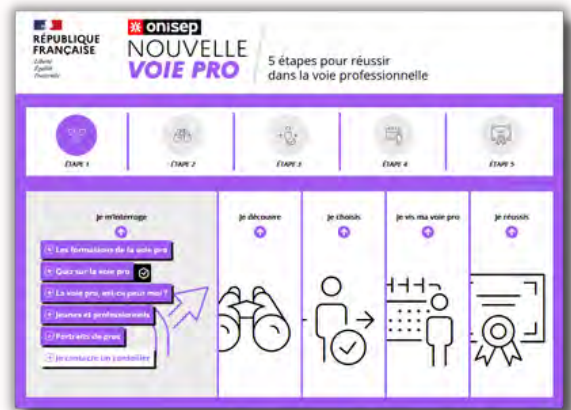 RÉPUBLIQUE
FRANÇAISE
Liberté
Égalité
Fraternité
onisep
NOUVELLE
VOIE PRO
5 étapes pour réussir
dans la voie professionnelle
ÉTAPE 1
ÉTAPE 2
ÉTAPE 3
ÉTAPE 4
ÉTAPE 5
Je m'interroge
Les formations de la voie pro
Quiz sur la voie pro
La voie pro, est-ce pour moi ?
Jeunes et professionnels
Portraits de pros
Je contacte un conseiller
Je découvre
Je choisis
Je vis ma voie pro
Je réussis